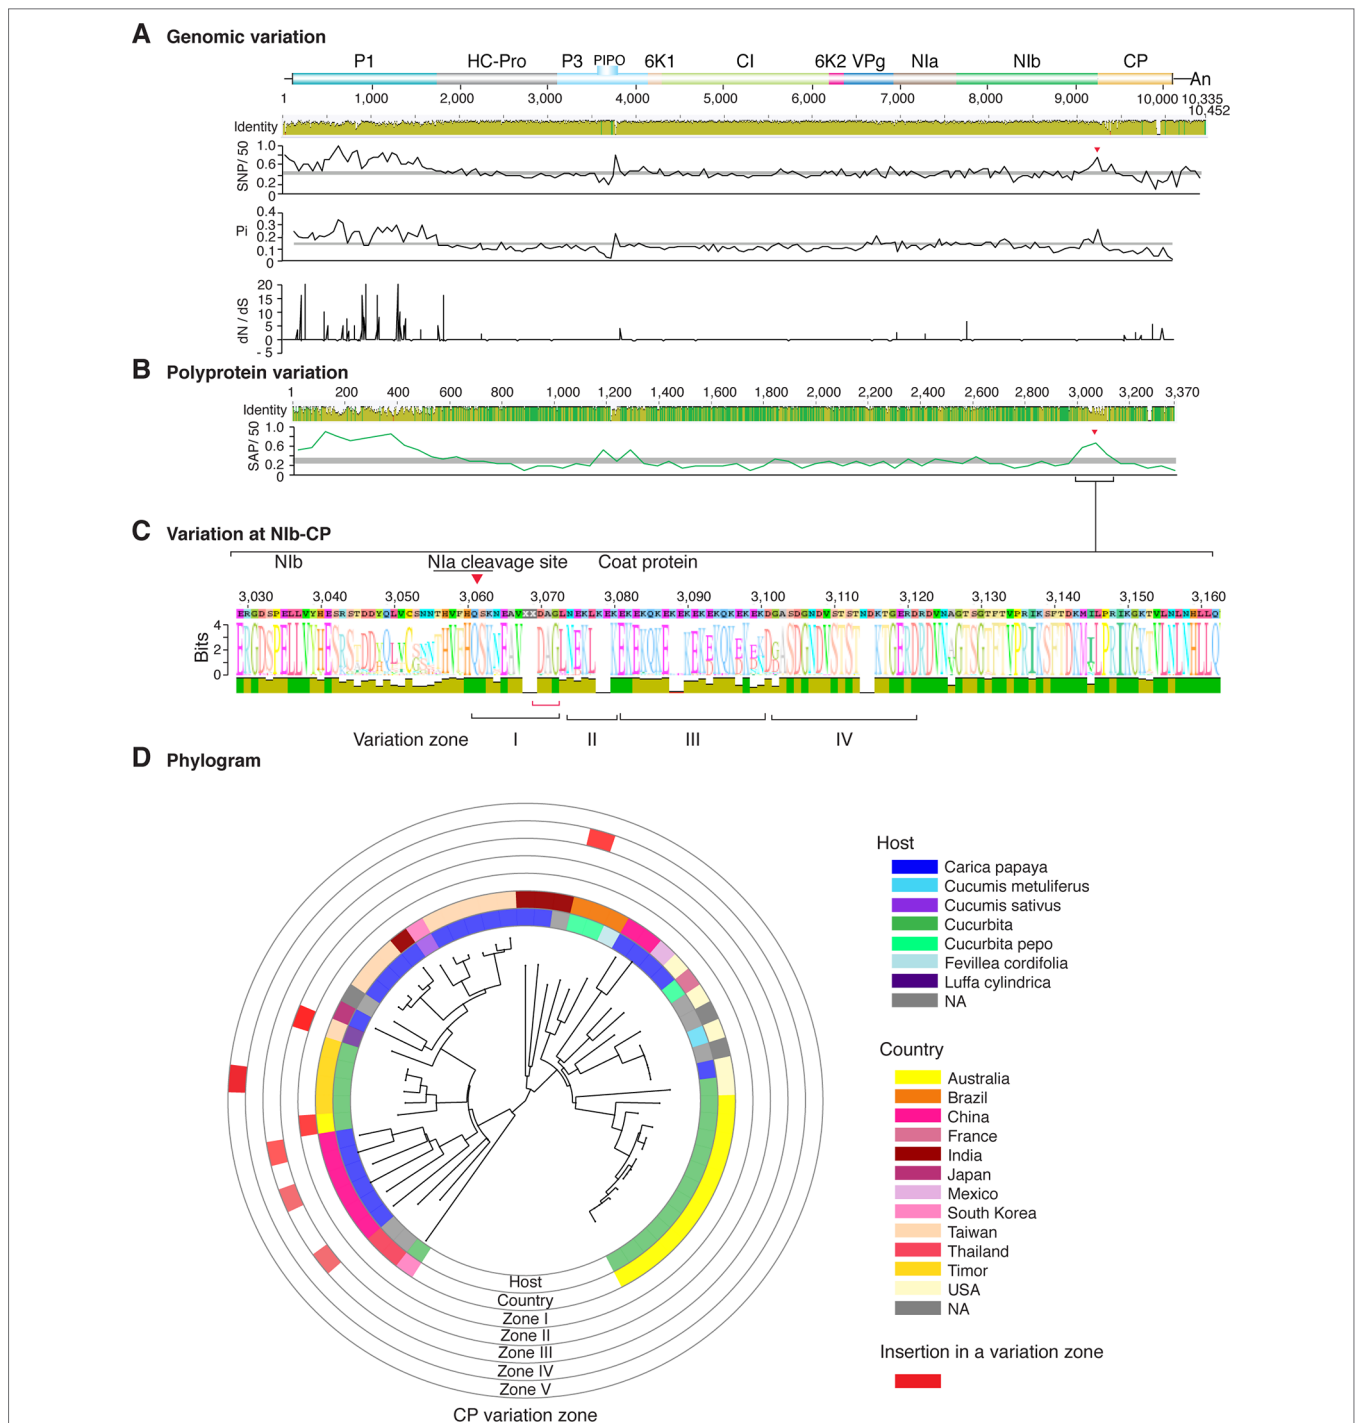 A Genomic variation
P1 HC-Pro P3 PIPO 6K1 CI 6K2 VPg NIa NIb CP
An
1 1,000 2,000 3,000 4,000 5,000 6,000 7,000 8,000 9,000 10,000 10,335
10,452
Identity
SNP/ 50
1.0
0.6
0.2
0
Pi
0.4
0.3
0.2
0.1
0
dN / dS
20
15
10
5
0
- 5
B Polyprotein variation
1 200 400 600 800 1,000 1,200 1,400 1,600 1,800 2,000 2,200 2,400 2,600 2,800 3,000 3,200 3,370
Identity
SAP/ 50
1.0
0.6
0.2
0
C Variation at NIb-CP
NIb NIa cleavage site Coat protein
3,030 3,040 3,050 3,060 3,070 3,080 3,090 3,100 3,110 3,120 3,130 3,140 3,150 3,160
Bits
4
2
0
Variation zone I II III IV
D Phylogram
Host
Country
Zone I
Zone II
Zone III
Zone IV
Zone V
CP variation zone
Host
Carica papaya
Cucumis metuliferus
Cucumis sativus
Cucurbita
Cucurbita pepo
Fevillea cordifolia
Luffa cylindrica
NA
Country
Australia
Brazil
China
France
India
Japan
Mexico
South Korea
Taiwan
Thailand
Timor
USA
NA
Insertion in a variation zone